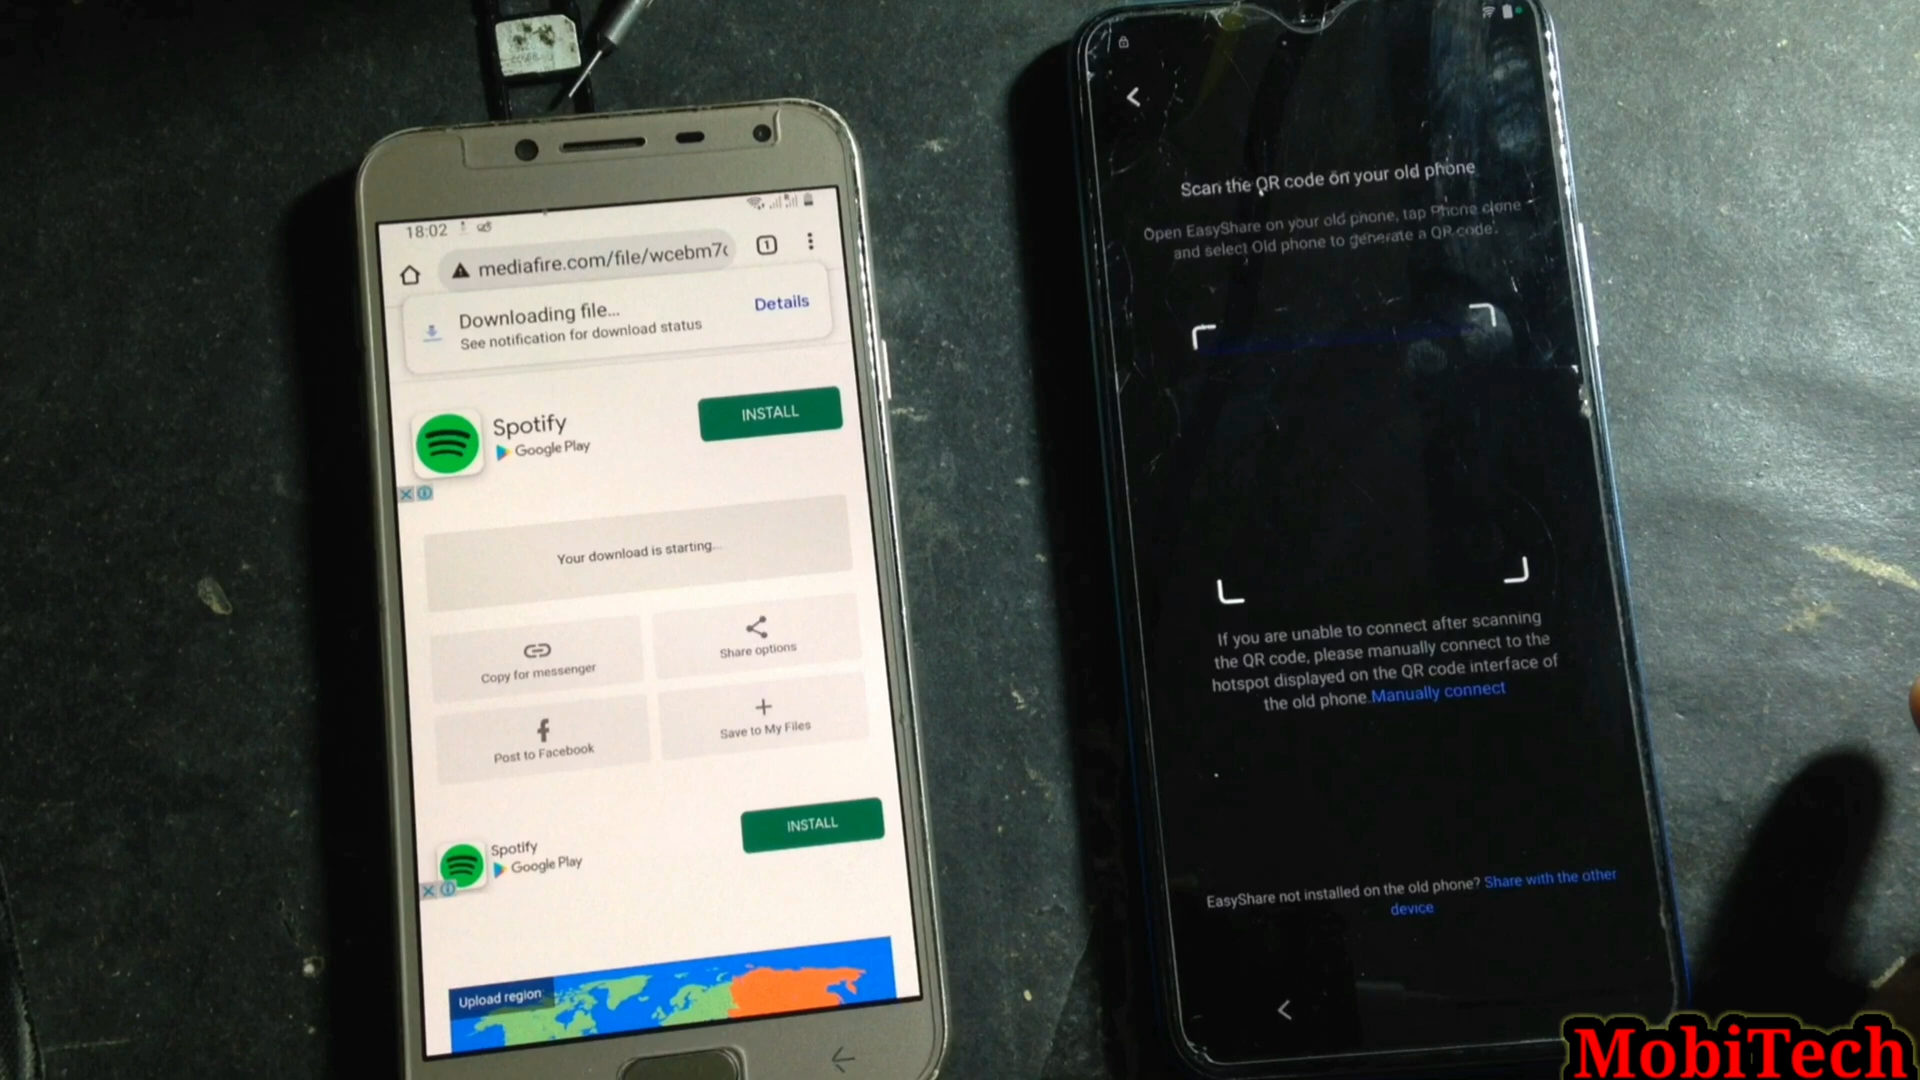 18:02
mediafire.com/file/wcebm7
1
Downloading file...
See notification for download status
Details
Spotify
Google Play
INSTALL
Your download is starting...
Copy for messenger
Share options
Post to Facebook
Save to My Files
Spotify
Google Play
INSTALL
Upload region
Scan the QR code on your old phone
Open EasyShare on your old phone, tap Phone clone
and select Old phone to generate a QR code.
If you are unable to connect after scanning
the QR code, please manually connect to the
hotspot displayed on the QR code interface of
the old phone.Manually connect
EasyShare not installed on the old phone? Share with the other
device
MobiTech